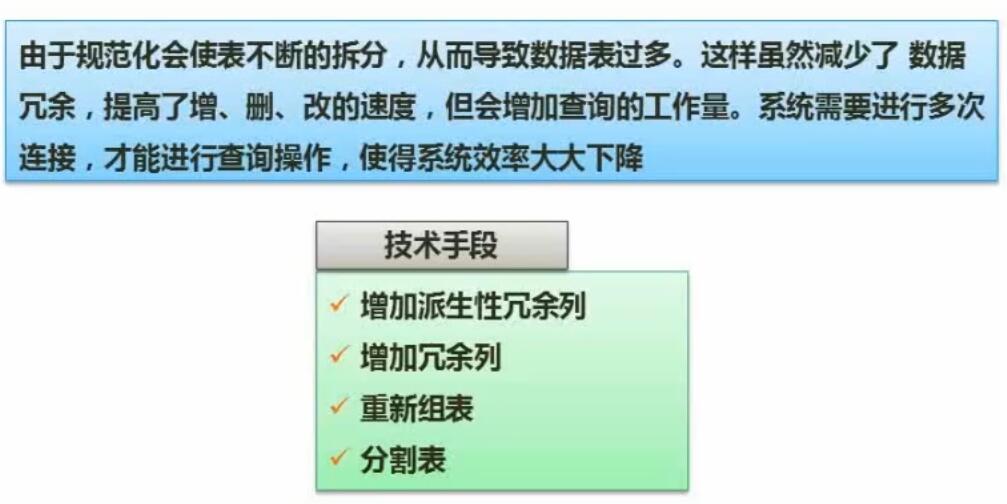 由于规范化会使表不断的拆分，从而导致数据表过多。这样虽然减少了 数据
冗余，提高了增、删、改的速度，但会增加查询的工作量。系统需要进行多次
连接，才能进行查询操作，使得系统效率大大下降
技术手段
✓ 增加派生性冗余列
✓ 增加冗余列
✓ 重新组表
✓ 分割表